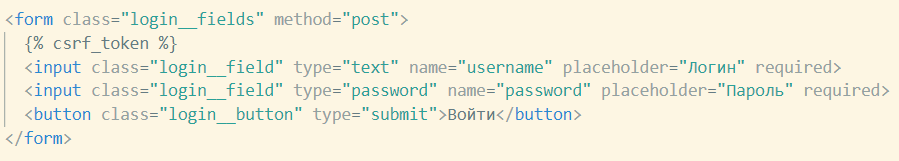 <form class="login__fields" method="post">
{% csrf_token %}
<input class="login__field" type="text" name="username" placeholder="Логин" required>
<input class="login__field" type="password" name="password" placeholder="Пароль" required>
<button class="login__button" type="submit">Войти</button>
</form>